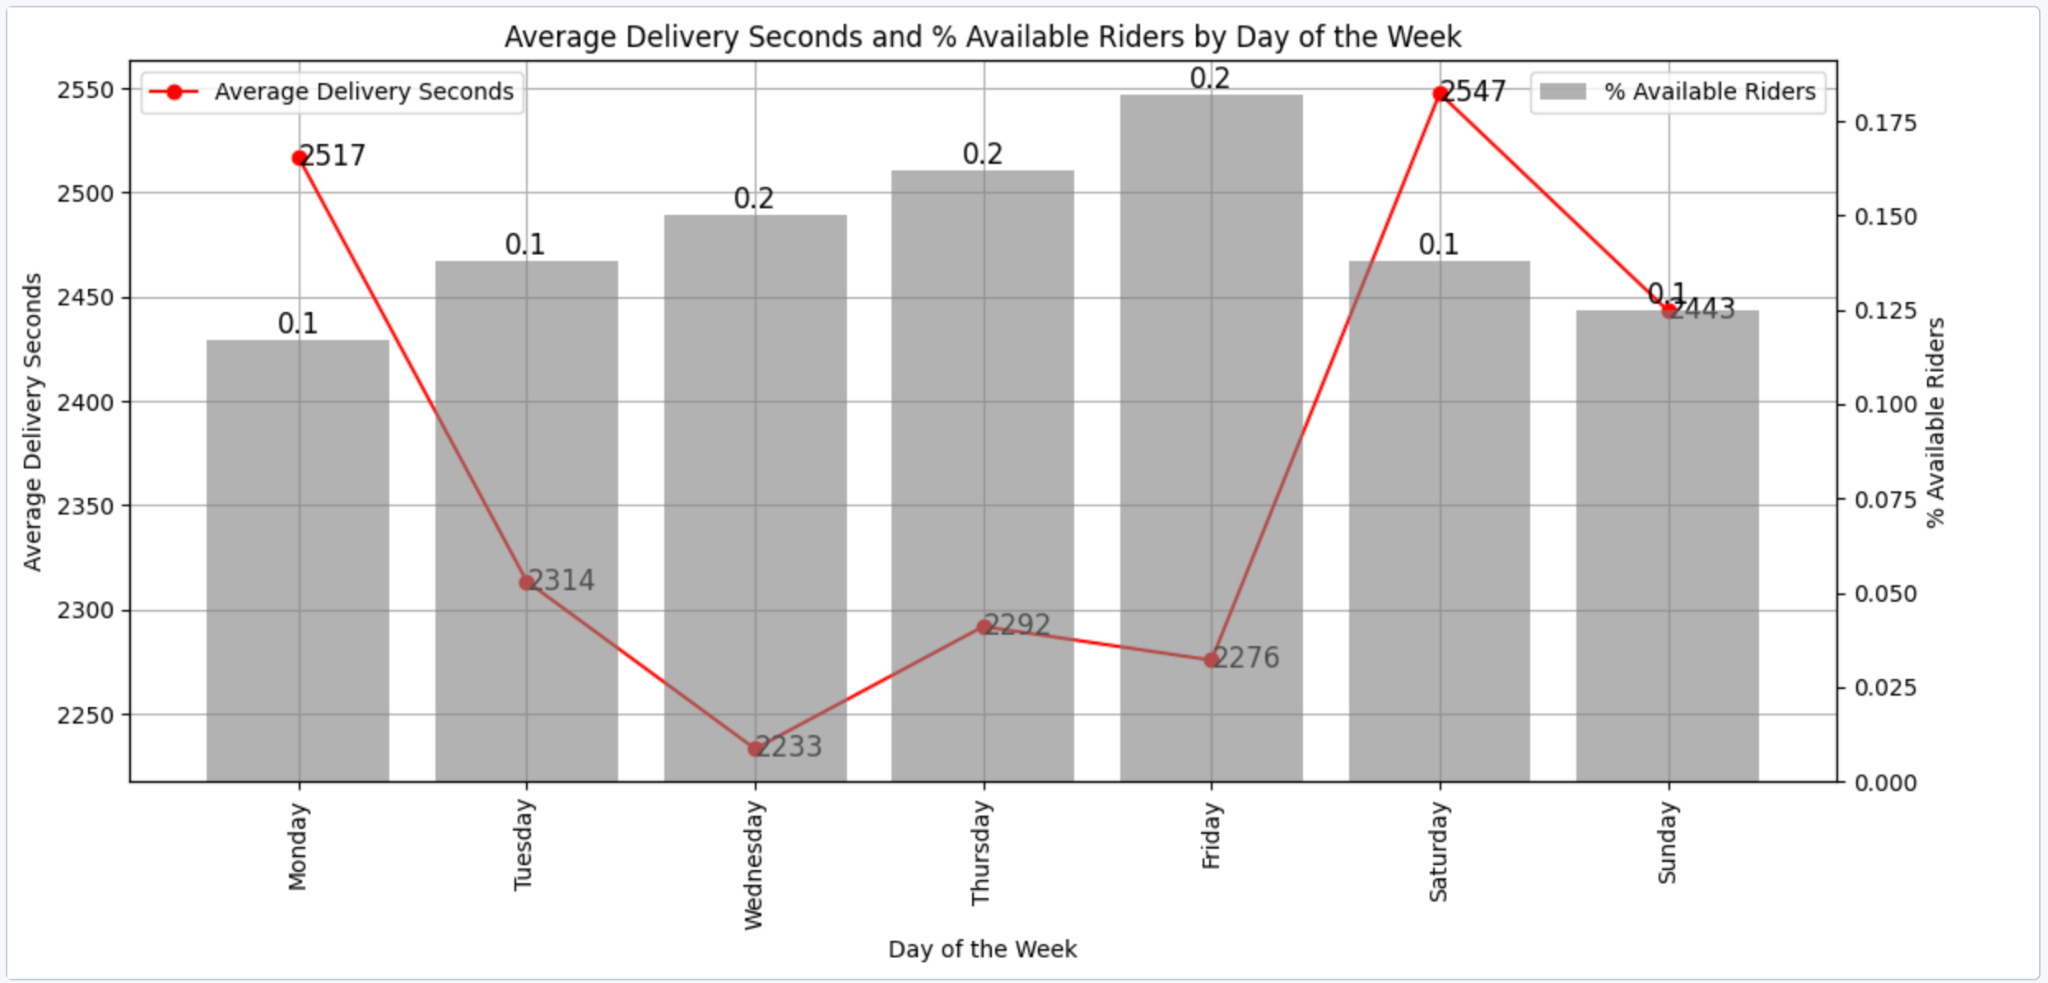 Average Delivery Seconds and % Available Riders by Day of the Week
Average Delivery Seconds
% Available Riders
2550
2500
2450
2400
2350
2300
2250
Average Delivery Seconds
0.175
0.150
0.125
0.100
0.075
0.050
0.025
0.000
% Available Riders
2517
2314
2233
2292
2276
2547
2443
0.1
0.1
0.2
0.2
0.2
0.1
0.1
Monday
Tuesday
Wednesday
Thursday
Friday
Saturday
Sunday
Day of the Week